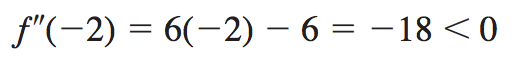 f″(−2) = 6(−2) − 6 = −18 < 0